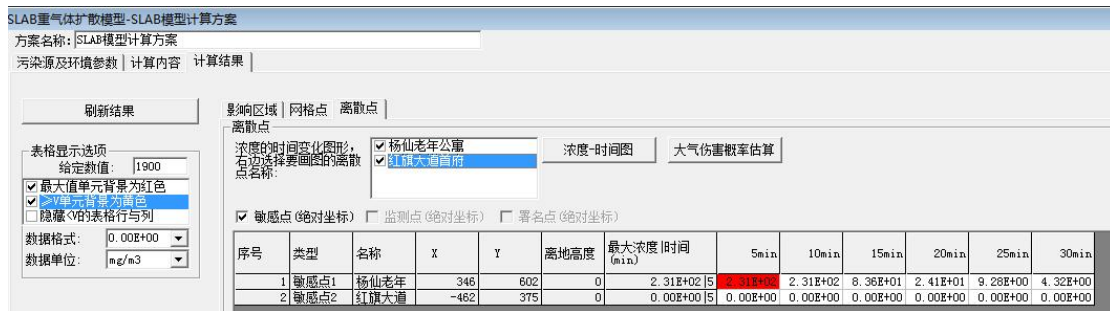 SLAB重气体扩散模型-SLAB模型计算方案
方案名称: SLAB模型计算方案
污染源及环境参数 计算内容 计算结果
刷新结果
表格显示选项
给定数值: 1900
最大值单元背景为红色
≥V单元背景为黄色
隐藏<V的表格行与列
数据格式: 0.00E+00
数据单位: mg/m3
影响区域 网格点 离散点
离散点
浓度的时间变化图形,
右边选择要画图的离散
点名称:
杨仙老年公寓
红旗大道首府
浓度-时间图 大气伤害概率估算
敏感点(绝对坐标) 监测点(绝对坐标) 署名点(绝对坐标)
序号 类型 名称 X Y 离地高度 最大浓度|时间(min) 5min 10min 15min 20min 25min 30min
1 敏感点1 杨仙老年 346 602 0 2.31E+02|5 2.31E+02 2.31E+02 8.36E+01 2.41E+01 9.28E+00 4.32E+00
2 敏感点2 红旗大道 -462 375 0 0.00E+00|5 0.00E+00 0.00E+00 0.00E+00 0.00E+00 0.00E+00 0.00E+00